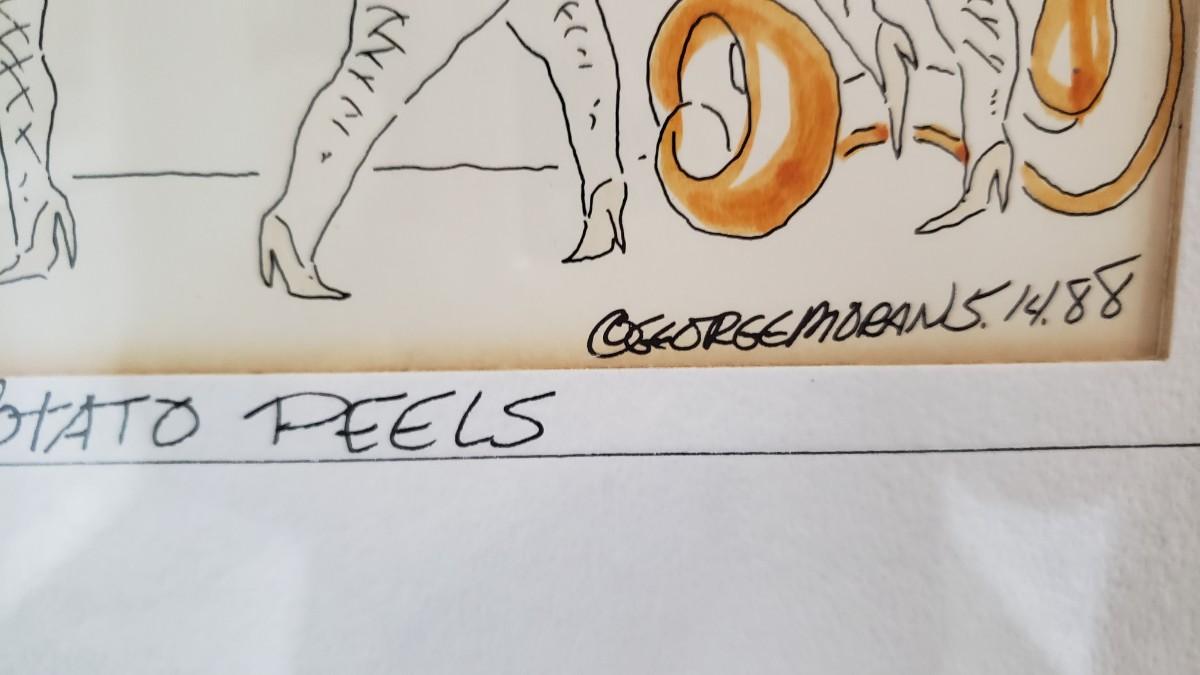 ©GEORGEMORAN 5.14.88
OTATO PEELS